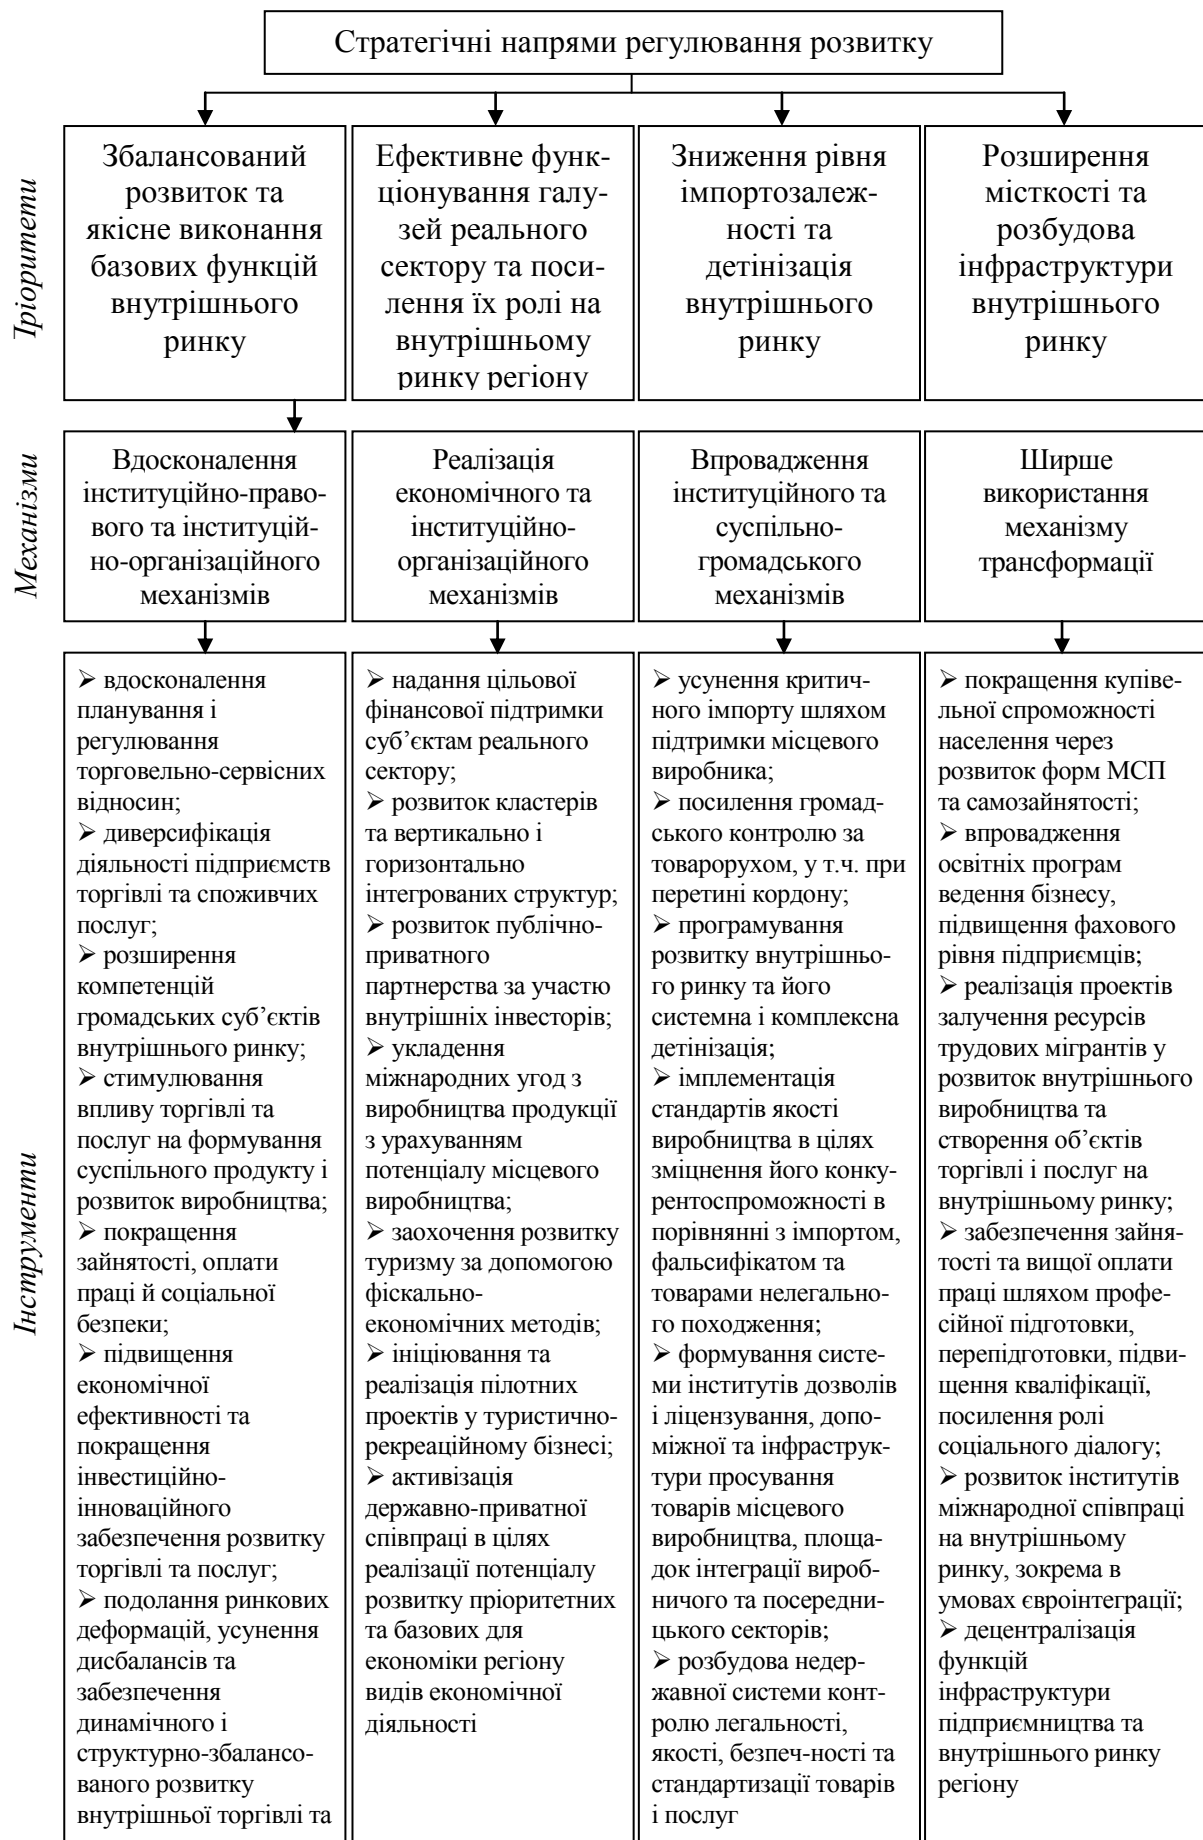 Стратегічні напрями регулювання розвитку
Збалансований
розвиток та
якісне виконання
базових функцій
внутрішнього
ринку
Ефективне функ-
ціонування галу-
зей реального
сектору та поси-
лення їх ролі на
внутрішньому
ринку регіону
Зниження рівня
імпортозалеж-
ності та
детінізація
внутрішнього
ринку
Розширення
місткості та
розбудова
інфраструктури
внутрішнього
ринку
Пріоритети
Вдосконалення
інституційно-право-
вого та інституцій-
но-організаційного
механізмів
Реалізація
економічного та
інституційно-
організаційного
механізмів
Впровадження
інституційного та
суспільно-
громадського
механізмів
Ширше
використання
механізму
трансформації
Механізми
➢ вдосконалення
планування і
регулювання
торговельно-сервісних
відносин;
➢ диверсифікація
діяльності підприємств
торгівлі та споживчих
послуг;
➢ розширення
компетенцій
громадських суб’єктів
внутрішнього ринку;
➢ стимулювання
впливу торгівлі та
послуг на формування
суспільного продукту і
розвиток виробництва;
➢ покращення
зайнятості, оплати
праці й соціальної
безпеки;
➢ підвищення
економічної
ефективності та
покращення
інвестиційно-
інноваційного
забезпечення розвитку
торгівлі та послуг;
➢ подолання ринкових
деформацій, усунення
дисбалансів та
забезпечення
динамічного і
структурно-збалансо-
ваного розвитку
внутрішньої торгівлі та
➢ надання цільової
фінансової підтримки
суб’єктам реального
сектору;
➢ розвиток кластерів
та вертикально і
горизонтально
інтегрованих структур;
➢ розвиток публічно-
приватного
партнерства за участю
внутрішніх інвесторів;
➢ укладення
міжнародних угод з
виробництва продукції
з урахуванням
потенціалу місцевого
виробництва;
➢ заохочення розвитку
туризму за допомогою
фіскально-
економічних методів;
➢ ініціювання та
реалізація пілотних
проектів у туристично-
рекреаційному бізнесі;
➢ активізація
державно-приватної
співпраці в цілях
реалізації потенціалу
розвитку пріоритетних
та базових для
економіки регіону
видів економічної
діяльності
➢ усунення критич-
ного імпорту шляхом
підтримки місцевого
виробника;
➢ посилення громад-
ського контролю за
товарорухом, у т.ч. при
перетині кордону;
➢ програмування
розвитку внутрішньо-
го ринку та його
системна і комплексна
детінізація;
➢ імплементація
стандартів якості
виробництва в цілях
зміцнення його конку-
рентоспроможності в
порівнянні з імпортом,
фальсифікатом та
товарами нелегально-
го походження;
➢ формування систе-
ми інститутів дозволів
і ліцензування, допо-
міжної та інфраструк-
тури просування
товарів місцевого
виробництва, площа-
док інтеграції вироб-
ничого та посередни-
цького секторів;
➢ розбудова недер-
жавної системи конт-
ролю легальності,
якості, безпеч-ності та
стандартизації товарів
і послуг
➢ покращення купіве-
льної спроможності
населення через
розвиток форм МСП
та самозайнятості;
➢ впровадження
освітніх програм
ведення бізнесу,
підвищення фахового
рівня підприємців;
➢ реалізація проектів
залучення ресурсів
трудових мігрантів у
розвиток внутрішнього
виробництва та
створення об’єктів
торгівлі і послуг на
внутрішньому ринку;
➢ забезпечення зайня-
тості та вищої оплати
праці шляхом профе-
сійної підготовки,
перепідготовки, підви-
щення кваліфікації,
посилення ролі
соціального діалогу;
➢ розвиток інститутів
міжнародної співпраці
на внутрішньому
ринку, зокрема в
умовах євроінтеграції;
➢ децентралізація
функцій
інфраструктури
підприємництва та
внутрішнього ринку
регіону
Інструменти